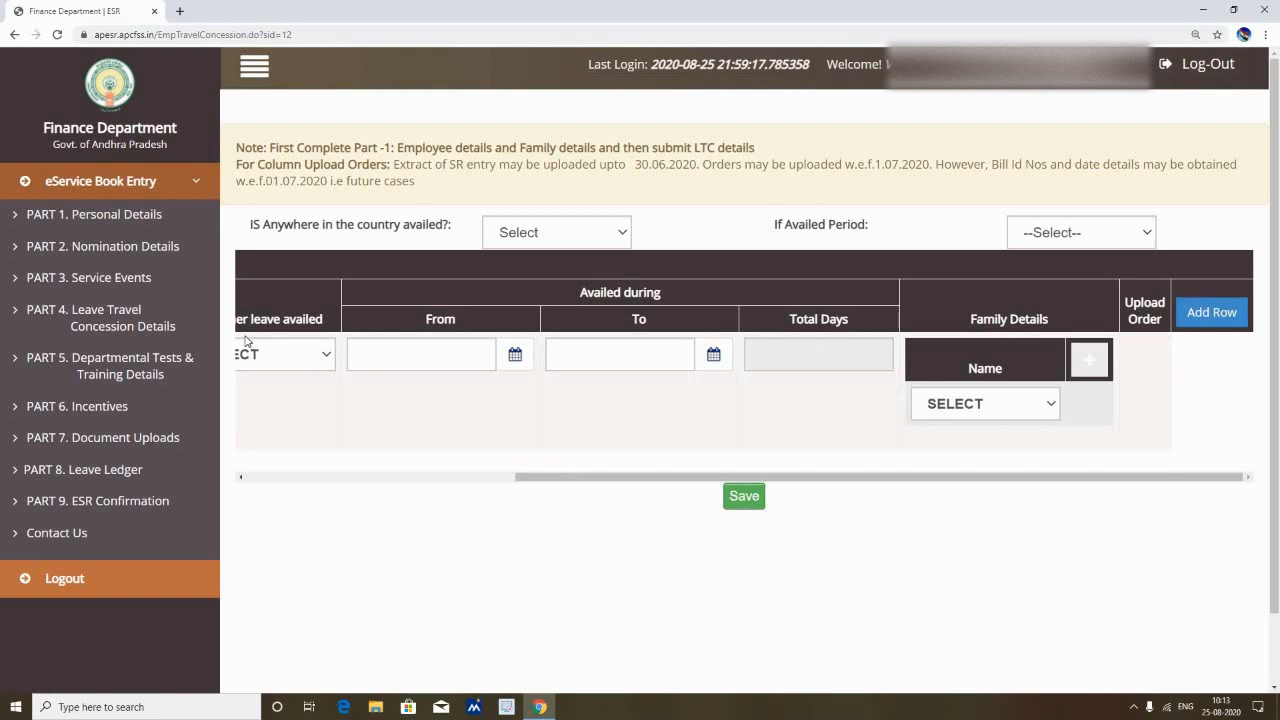 Finance Department | ESR
apesr.apcfss.in/EmpTravelConcession.do?sid=12
Last Login: 2020-08-25 21:59:17.785358
Welcome!
Log-Out
Finance Department
Govt. of Andhra Pradesh
eService Book Entry
PART 1. Personal Details
PART 2. Nomination Details
PART 3. Service Events
PART 4. Leave Travel
Concession Details
PART 5. Departmental Tests &
Training Details
PART 6. Incentives
PART 7. Document Uploads
PART 8. Leave Ledger
PART 9. ESR Confirmation
Contact Us
Logout
Note: First Complete Part -1: Employee details and Family details and then submit LTC details
For Column Upload Orders: Extract of SR entry may be uploaded upto 30.06.2020. Orders may be uploaded w.e.f.1.07.2020. However, Bill Id Nos and date details may be obtained
w.e.f.01.07.2020 i.e future cases
IS Anywhere in the country availed?:
Select
If Availed Period:
--Select--
er leave availed
Availed during
From
To
Total Days
Family Details
Upload
Order
Add Row
ECT
Name
SELECT
Save
Type here to search
ENG
10:13
25-08-2020